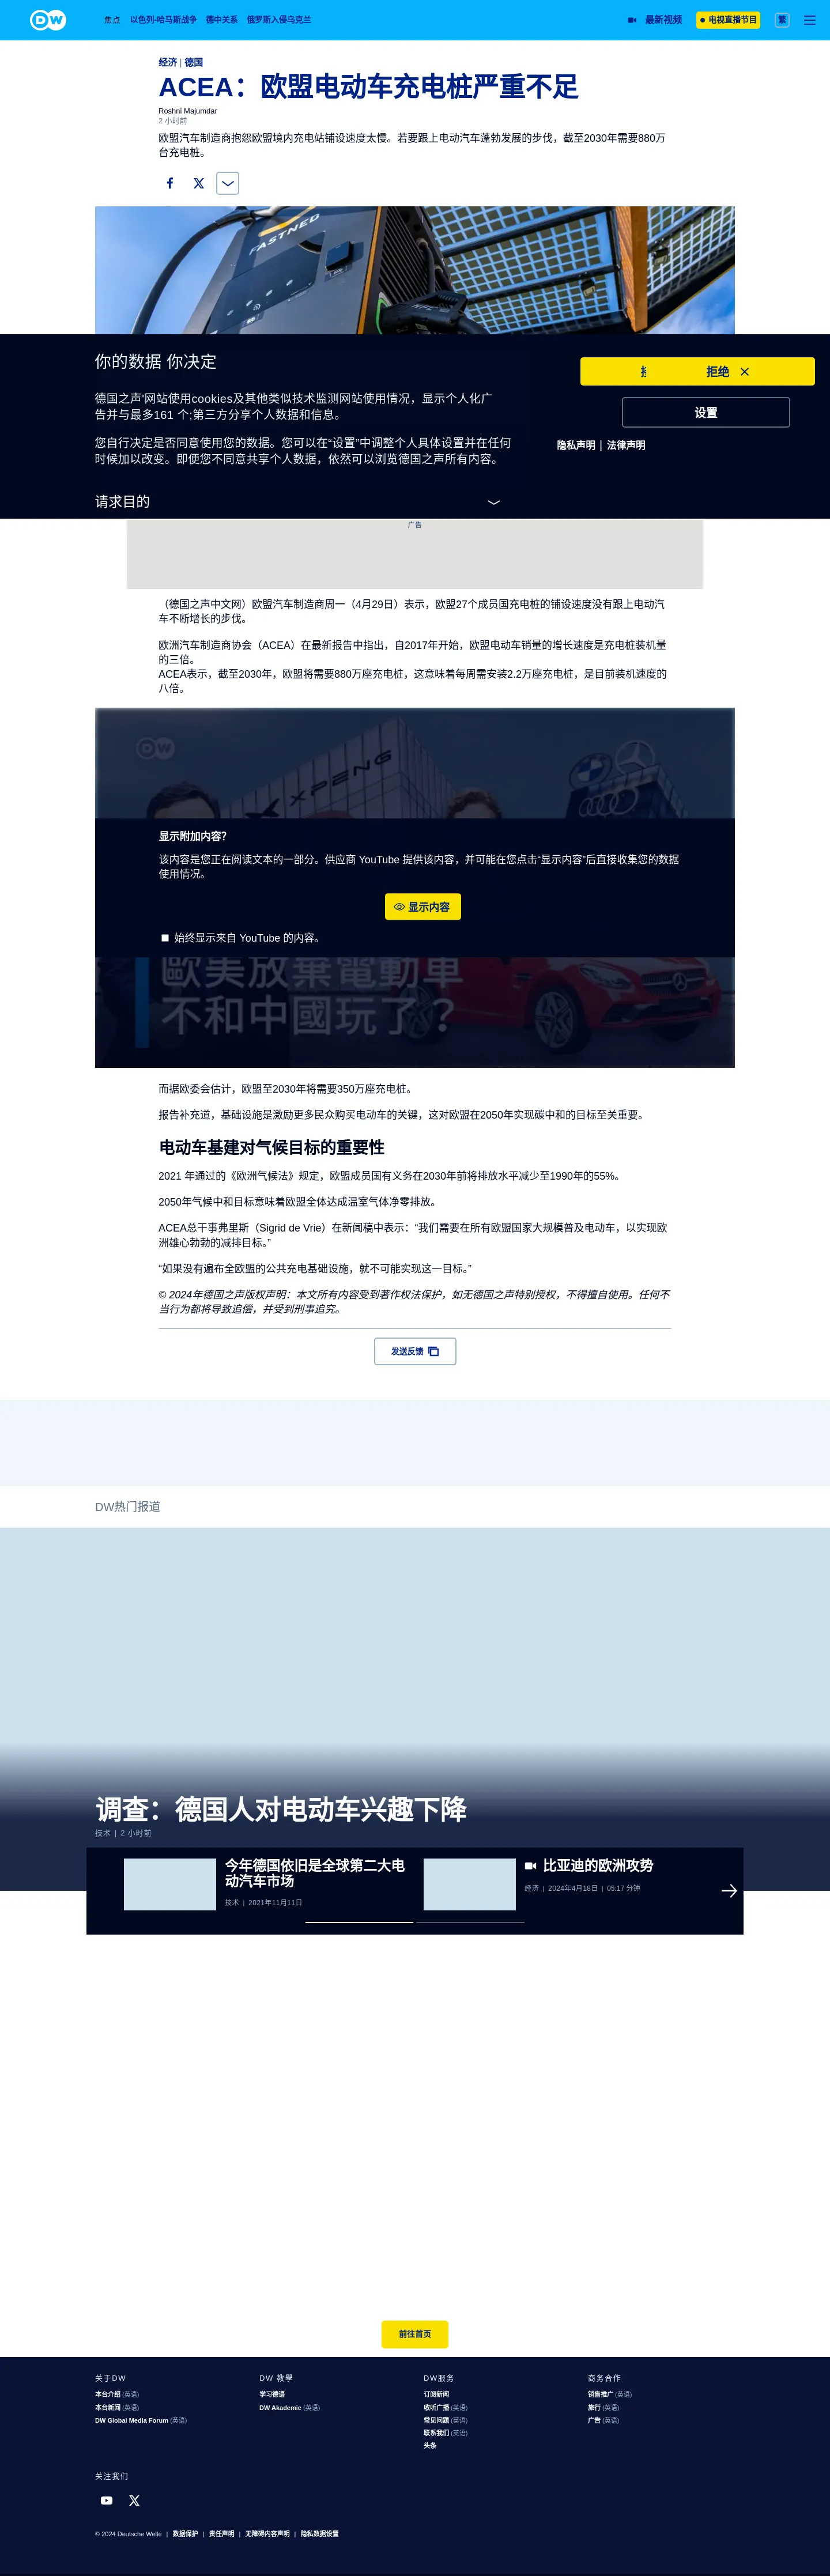 DW
焦点 以色列-哈马斯战争 德中关系 俄罗斯入侵乌克兰 最新视频 电视直播节目 繁
经济 | 德国
ACEA：欧盟电动车充电桩严重不足
Roshni Majumdar
2 小时前
欧盟汽车制造商抱怨欧盟境内充电站铺设速度太慢。若要跟上电动汽车蓬勃发展的步伐，截至2030年需要880万
台充电桩。
FASTNED
你的数据 你决定
德国之声'网站使用cookies及其他类似技术监测网站使用情况，显示个人化广
告并与最多161 个;第三方分享个人数据和信息。
您自行决定是否同意使用您的数据。您可以在“设置”中调整个人具体设置并在任何
时候加以改变。即便您不同意共享个人数据，依然可以浏览德国之声所有内容。
请求目的
拒绝
设置
隐私声明 | 法律声明
广告
（德国之声中文网）欧盟汽车制造商周一（4月29日）表示，欧盟27个成员国充电桩的铺设速度没有跟上电动汽
车不断增长的步伐。
欧洲汽车制造商协会（ACEA）在最新报告中指出，自2017年开始，欧盟电动车销量的增长速度是充电桩装机量
的三倍。
ACEA表示，截至2030年，欧盟将需要880万座充电桩，这意味着每周需安装2.2万座充电桩，是目前装机速度的
八倍。
DW
XPENG
显示附加内容？
该内容是您正在阅读文本的一部分。供应商 YouTube 提供该内容，并可能在您点击“显示内容”后直接收集您的数据
使用情况。
显示内容
始终显示来自 YouTube 的内容。
歐美放棄電動車
不和中國玩了？
而据欧委会估计，欧盟至2030年将需要350万座充电桩。
报告补充道，基础设施是激励更多民众购买电动车的关键，这对欧盟在2050年实现碳中和的目标至关重要。
电动车基建对气候目标的重要性
2021 年通过的《欧洲气候法》规定，欧盟成员国有义务在2030年前将排放水平减少至1990年的55%。
2050年气候中和目标意味着欧盟全体达成温室气体净零排放。
ACEA总干事弗里斯（Sigrid de Vrie）在新闻稿中表示：“我们需要在所有欧盟国家大规模普及电动车，以实现欧
洲雄心勃勃的减排目标。”
“如果没有遍布全欧盟的公共充电基础设施，就不可能实现这一目标。”
© 2024年德国之声版权声明：本文所有内容受到著作权法保护，如无德国之声特别授权，不得擅自使用。任何不
当行为都将导致追偿，并受到刑事追究。
发送反馈
DW热门报道
调查：德国人对电动车兴趣下降
技术 | 2 小时前
今年德国依旧是全球第二大电
动汽车市场
技术 | 2021年11月11日
比亚迪的欧洲攻势
经济 | 2024年4月18日 | 05:17 分钟
前往首页
关于DW
本台介绍 (英语)
本台新闻 (英语)
DW Global Media Forum (英语)
DW 教學
学习德语
DW Akademie (英语)
DW服务
订阅新闻
收听广播 (英语)
常见问题 (英语)
联系我们 (英语)
头条
商务合作
销售推广 (英语)
旅行 (英语)
广告 (英语)
关注我们
© 2024 Deutsche Welle | 数据保护 | 责任声明 | 无障碍内容声明 | 隐私数据设置